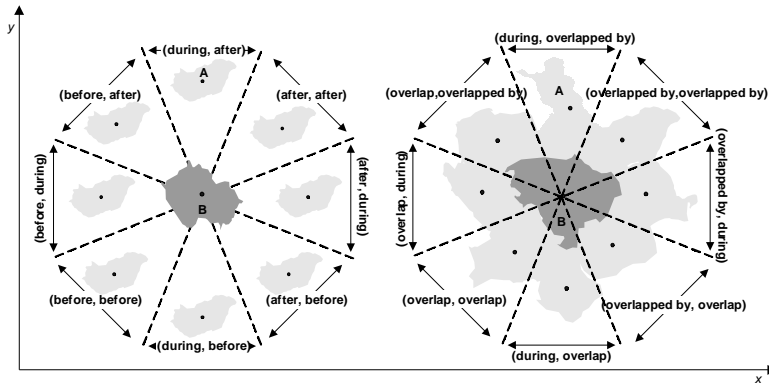 y
(during, after)
A
(before, after)
(after, after)
(before, during)
(after, during)
B
(before, before)
(after, before)
(during, before)
(during, overlapped by)
A
(overlap,overlapped by)
(overlapped by,overlapped by)
(overlap, during)
(overlapped by, during)
B
(overlap, overlap)
(overlapped by, overlap)
(during, overlap)
x